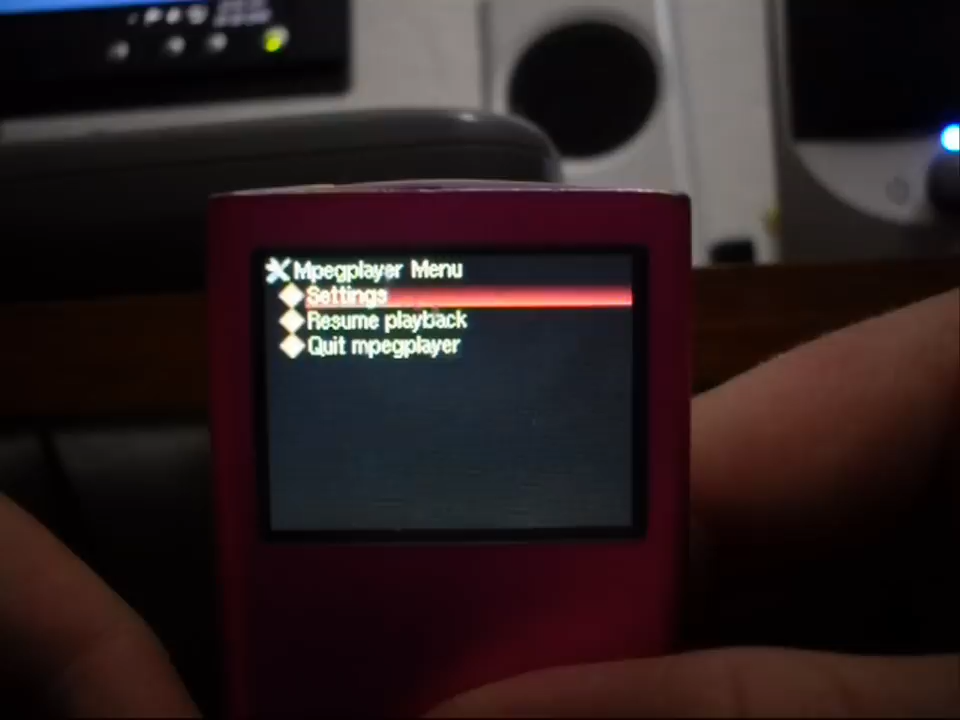 Mpegplayer Menu
Settings
Resume playback
Quit mpegplayer